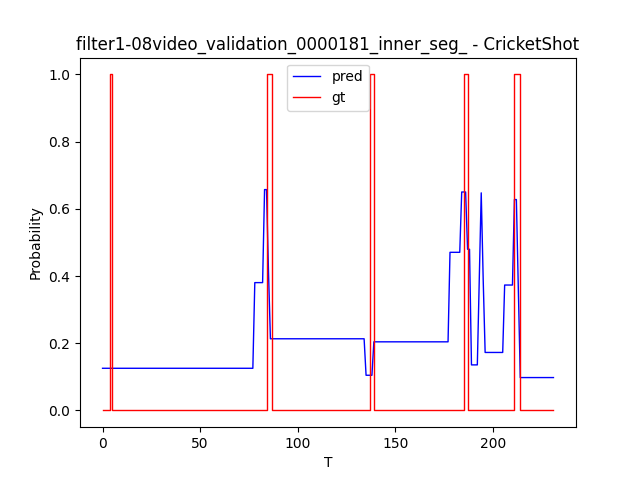 filter1-08video_validation_0000181_inner_seg_ - CricketShot
pred
gt
1.0
0.8
0.6
0.4
0.2
0.0
Probability
0
50
100
150
200
T